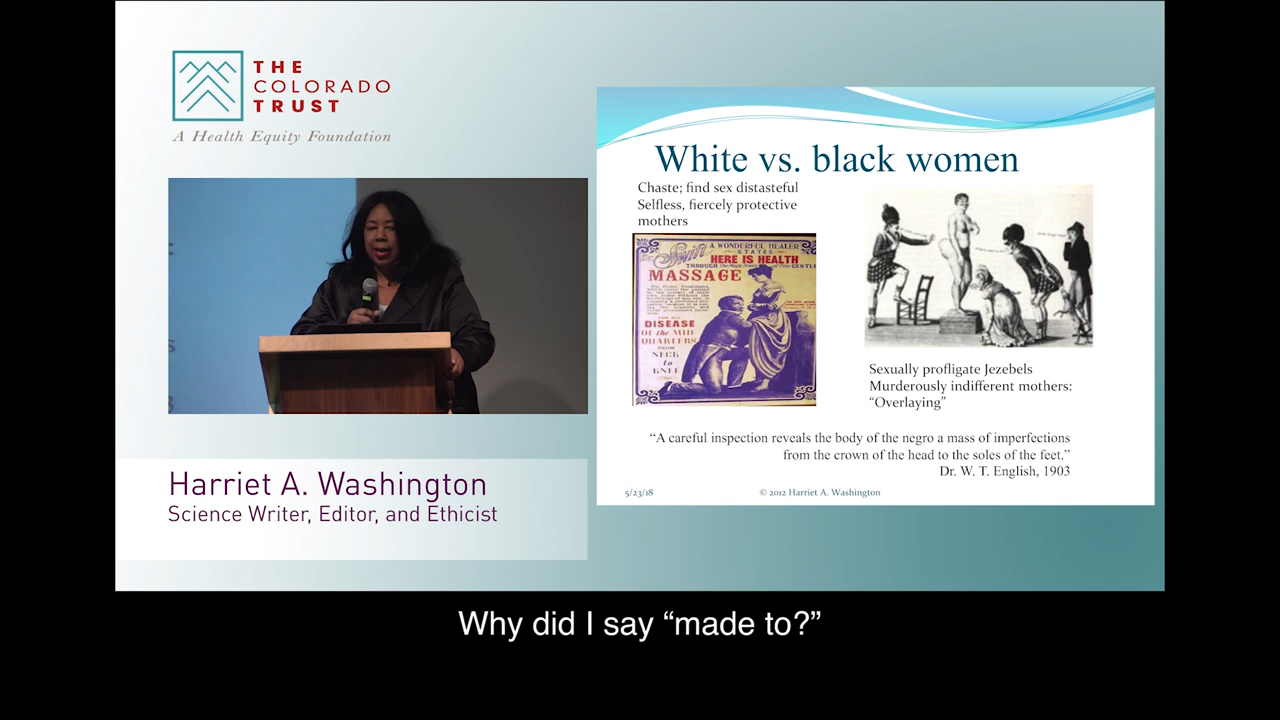 THE
COLORADO
TRUST
A Health Equity Foundation
Harriet A. Washington
Science Writer, Editor, and Ethicist
White vs. black women
Chaste; find sex distasteful
Selfless, fiercely protective
mothers
A WONDERFUL HEALER
STATES
HERE IS HEALTH
THROUGH
MASSAGE
DISEASE
OF the MID
QUARTERS
FROM
NECK
to
KNEE
Sexually profligate Jezebels
Murderously indifferent mothers:
“Overlaying”
“A careful inspection reveals the body of the negro a mass of imperfections
from the crown of the head to the soles of the feet.”
Dr. W. T. English, 1903
5/23/18
© 2012 Harriet A. Washington
Why did I say “made to?”